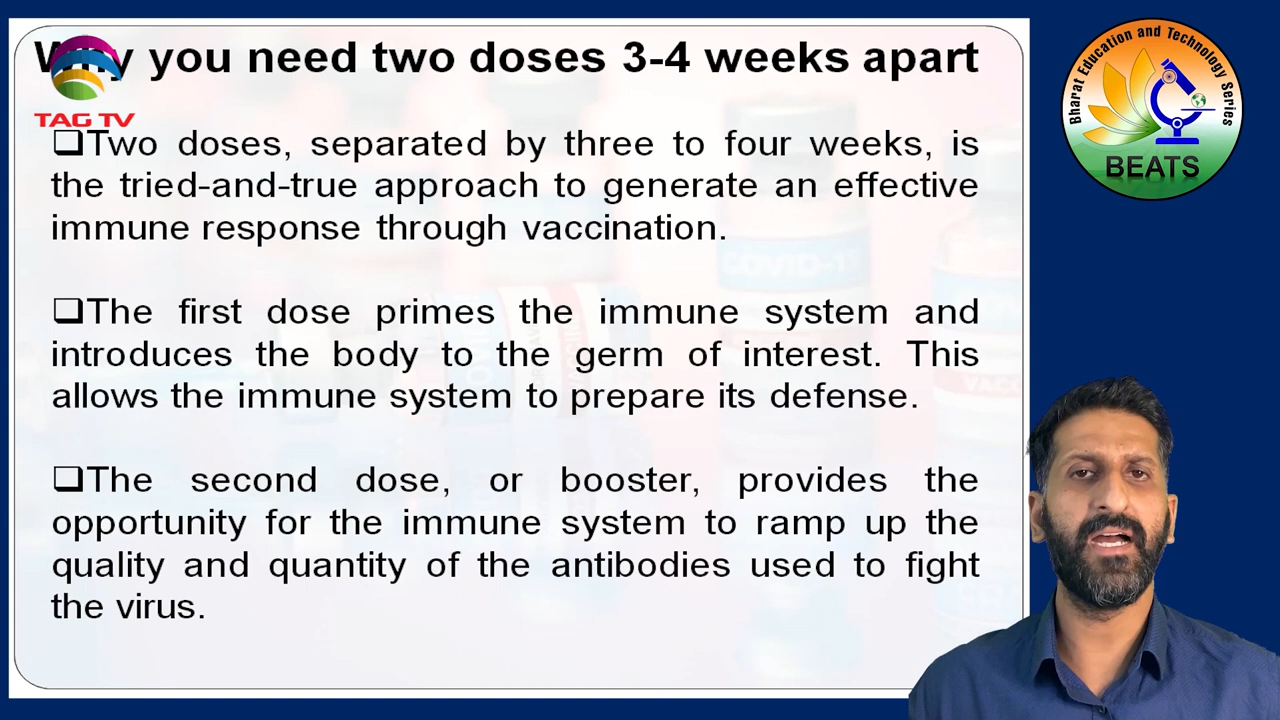 Why you need two doses 3-4 weeks apart
TAG TV
Bharat Education and Technology Series
BEATS
❑Two doses, separated by three to four weeks, is
the tried-and-true approach to generate an effective
immune response through vaccination.
❑The first dose primes the immune system and
introduces the body to the germ of interest. This
allows the immune system to prepare its defense.
❑The second dose, or booster, provides the
opportunity for the immune system to ramp up the
quality and quantity of the antibodies used to fight
the virus.
COVID-19